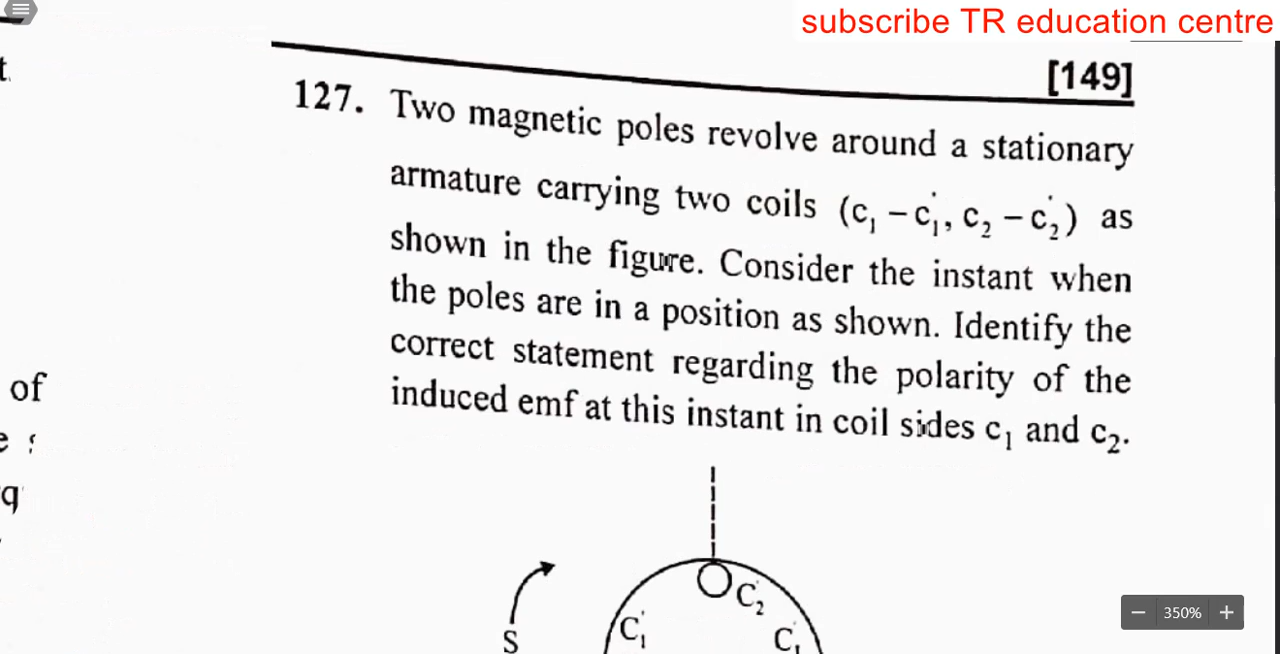 subscribe TR education centre
t.
[149]
127. Two magnetic poles revolve around a stationary
armature carrying two coils (c₁ – c₁', c₂ – c₂') as
shown in the figure. Consider the instant when
the poles are in a position as shown. Identify the
correct statement regarding the polarity of the
induced emf at this instant in coil sides c₁ and c₂.
of
q
C₂'
C₁'
C₁'
S
350%